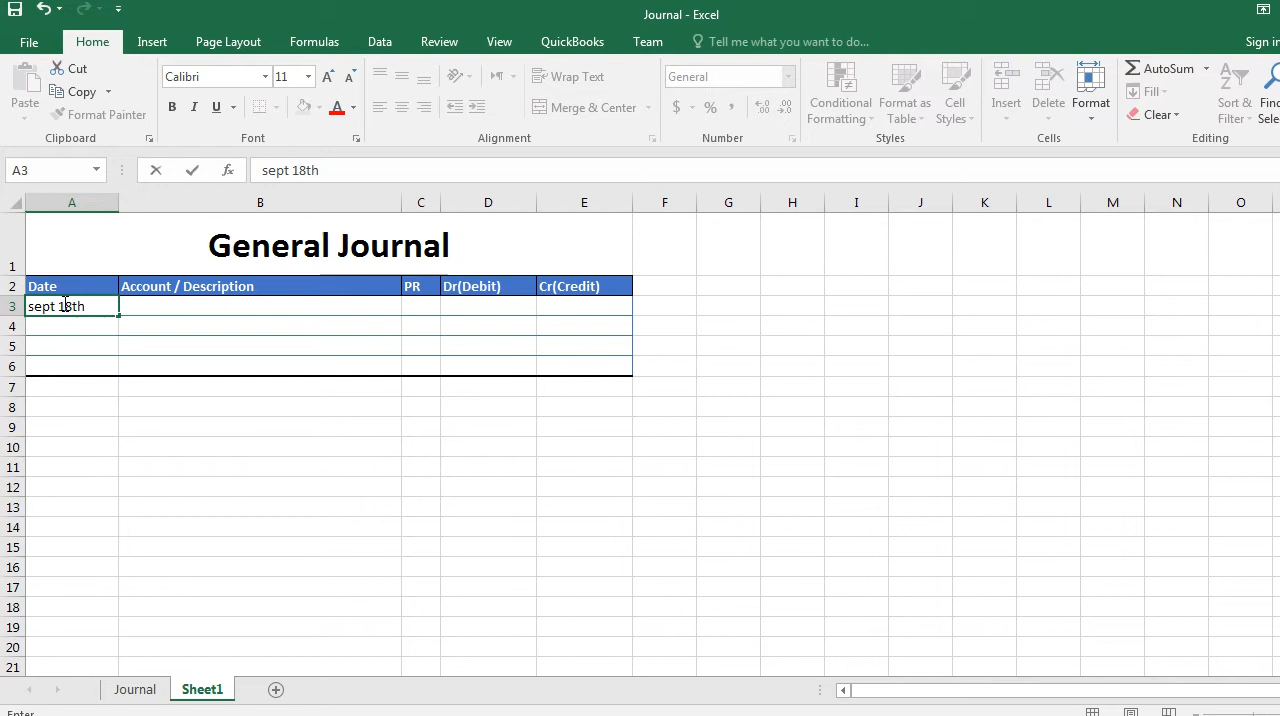 Journal - Excel
File Home Insert Page Layout Formulas Data Review View QuickBooks Team Tell me what you want to do... Sign in
Paste Cut Copy Format Painter Clipboard
Calibri 11 A A B I U A Font
Wrap Text Merge & Center Alignment
General $ % , Number
Conditional Formatting Format as Table Cell Styles Styles
Insert Delete Format Cells
AutoSum Fill Clear Sort & Filter Editing
A3 fx sept 18th
A B C D E F G H I J K L M N O
1 General Journal
2 Date Account / Description PR Dr(Debit) Cr(Credit)
3 sept 18th
4
5
6
7
8
9
10
11
12
13
14
15
16
17
18
19
20
21
Journal Sheet1
Enter